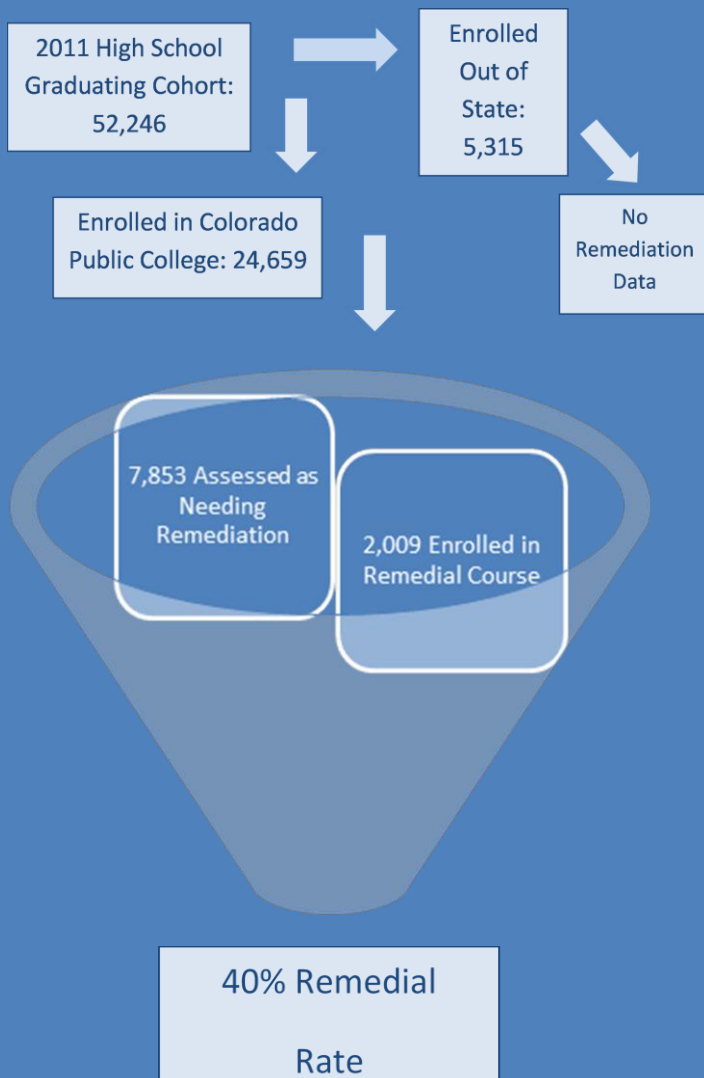 2011 High School
Graduating Cohort:
52,246
Enrolled
Out of
State:
5,315
Enrolled in Colorado
Public College: 24,659
No
Remediation
Data
7,853 Assessed as
Needing
Remediation
2,009 Enrolled in
Remedial Course
40% Remedial
Rate